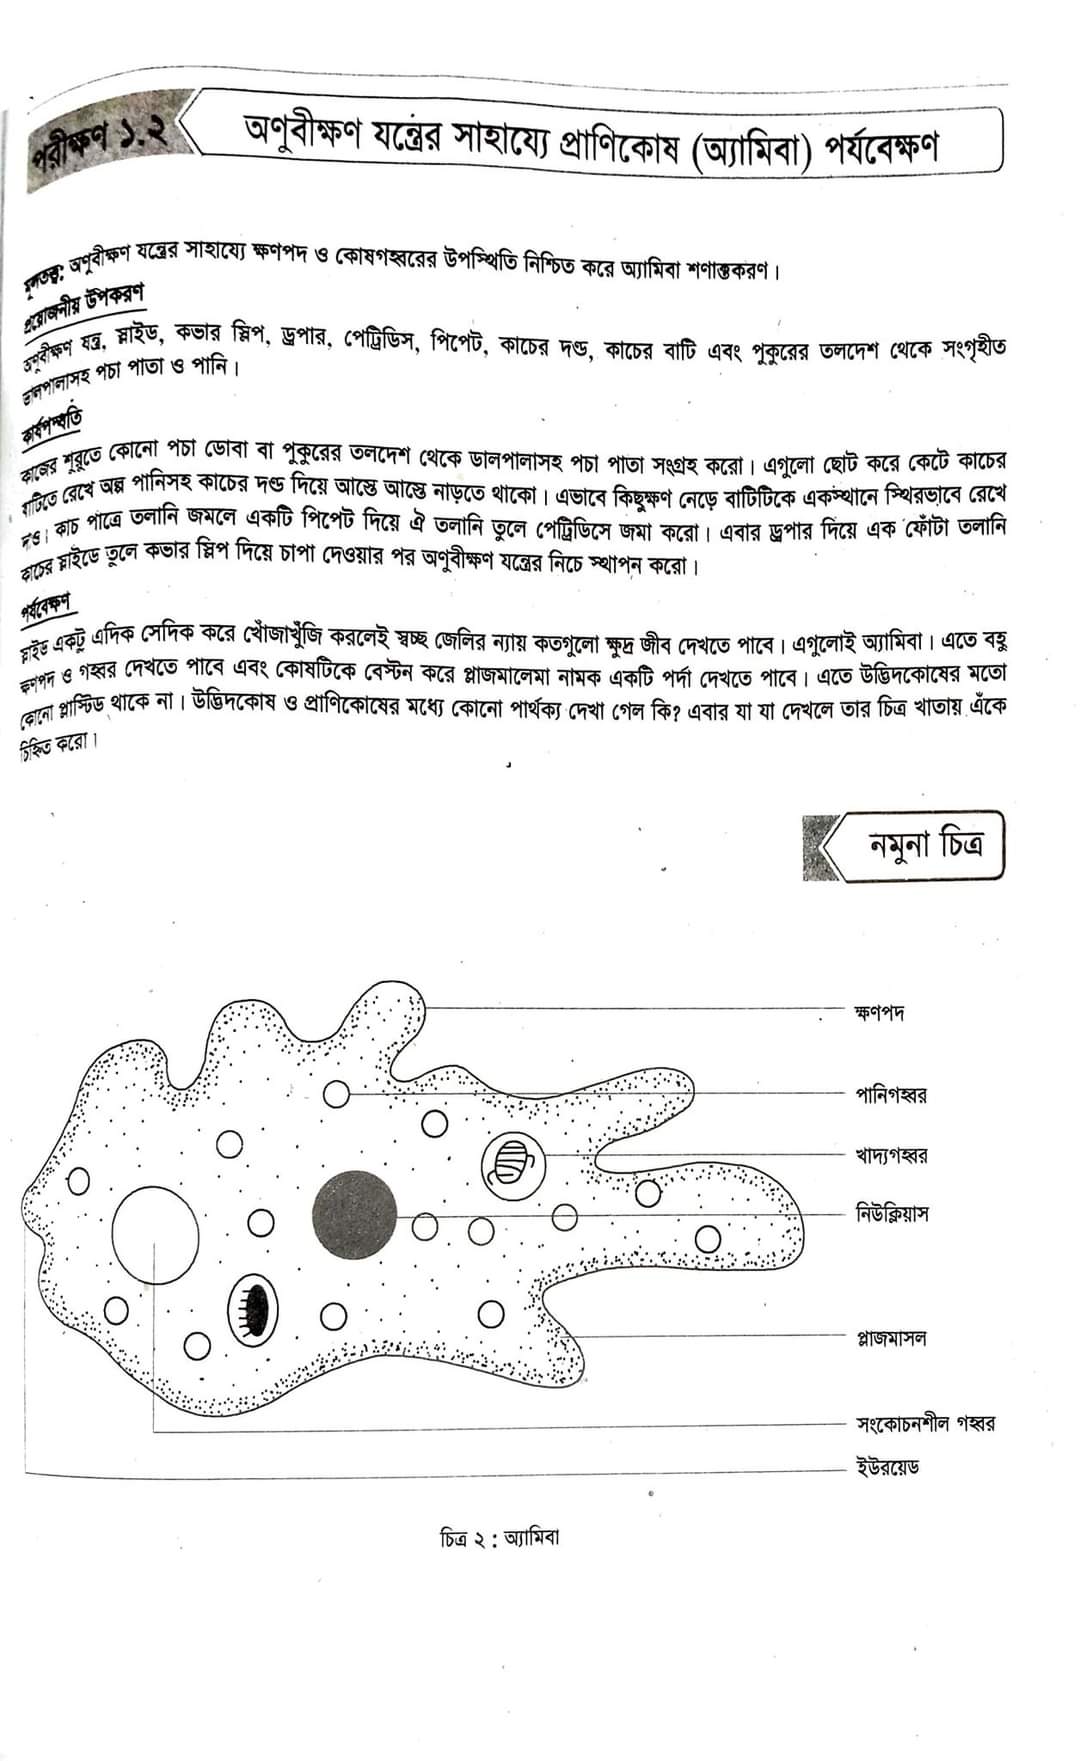 পরীক্ষণ ১.২
অণুবীক্ষণ যন্ত্রের সাহায্যে প্রাণিকোষ (অ্যামিবা) পর্যবেক্ষণ
মূলতত্ত্ব: অণুবীক্ষণ যন্ত্রের সাহায্যে ক্ষণপদ ও কোষগহ্বরের উপস্থিতি নিশ্চিত করে অ্যামিবা শণাক্তকরণ।
প্রয়োজনীয় উপকরণ
অণুবীক্ষণ যন্ত্র, স্লাইড, কভার স্লিপ, ড্রপার, পেট্রিডিস, পিপেট, কাচের দণ্ড, কাচের বাটি এবং পুকুরের তলদেশ থেকে সংগৃহীত
ডালপালাসহ পচা পাতা ও পানি।
কার্যপদ্ধতি
কাজের শুরুতে কোনো পচা ডোবা বা পুকুরের তলদেশ থেকে ডালপালাসহ পচা পাতা সংগ্রহ করো। এগুলো ছোট করে কেটে কাচের
বাটিতে রেখে অল্প পানিসহ কাচের দণ্ড দিয়ে আস্তে আস্তে নাড়তে থাকো। এভাবে কিছুক্ষণ নেড়ে বাটিটিকে একস্থানে স্থিরভাবে রেখে
দাও। কাচ পাত্রে তলানি জমলে একটি পিপেট দিয়ে ঐ তলানি তুলে পেট্রিডিসে জমা করো। এবার ড্রপার দিয়ে এক ফোঁটা তলানি
কাচের স্লাইডে তুলে কভার স্লিপ দিয়ে চাপা দেওয়ার পর অণুবীক্ষণ যন্ত্রের নিচে স্থাপন করো।
পর্যবেক্ষণ
স্লাইড একটু এদিক সেদিক করে খোঁজাখুঁজি করলেই স্বচ্ছ জেলির ন্যায় কতগুলো ক্ষুদ্র জীব দেখতে পাবে। এগুলোই অ্যামিবা। এতে বহু
ক্ষণপদ ও গহ্বর দেখতে পাবে এবং কোষটিকে বেস্টন করে প্লাজমালেমা নামক একটি পর্দা দেখতে পাবে। এতে উদ্ভিদকোষের মতো
কোনো প্লাস্টিড থাকে না। উদ্ভিদকোষ ও প্রাণিকোষের মধ্যে কোনো পার্থক্য দেখা গেল কি? এবার যা যা দেখলে তার চিত্র খাতায় এঁকে
চিহ্নিত করো।
নমুনা চিত্র
ক্ষণপদ
পানিগহ্বর
খাদ্যগহ্বর
নিউক্লিয়াস
প্লাজমাসল
সংকোচনশীল গহ্বর
ইউরয়েড
চিত্র ২ : অ্যামিবা